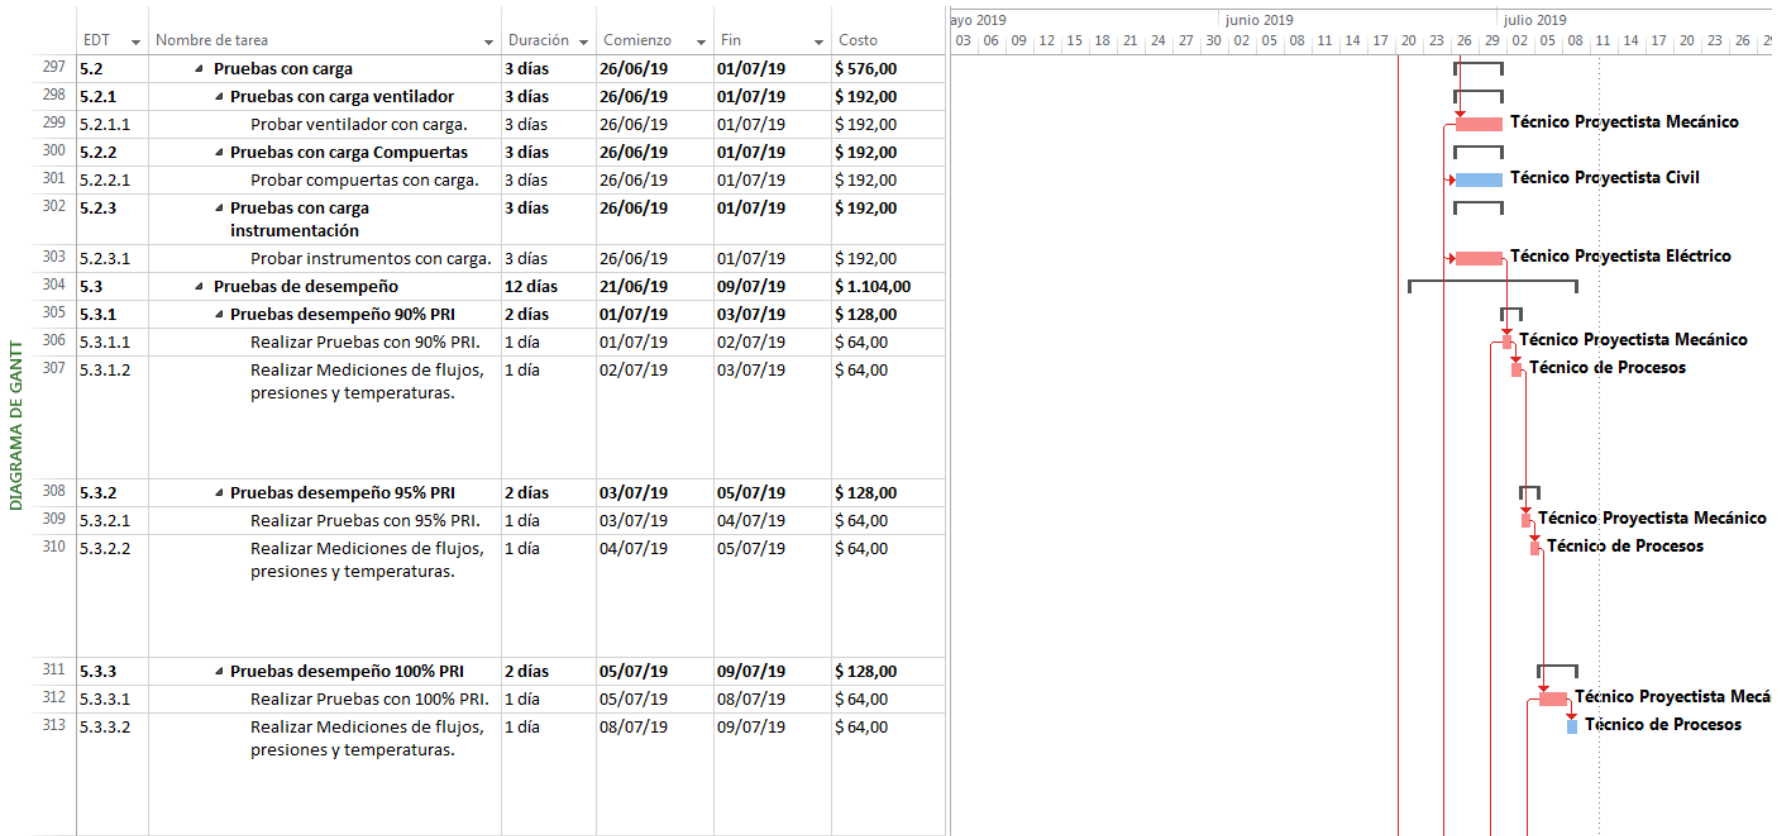 ayo 2019 junio 2019 julio 2019
EDT Nombre de tarea Duración Comienzo Fin Costo 03 06 09 12 15 18 21 24 27 30 02 05 08 11 14 17 20 23 26 29 02 05 08 11 14 17 20 23 26 29
297 5.2 Pruebas con carga 3 días 26/06/19 01/07/19 $ 576,00
298 5.2.1 Pruebas con carga ventilador 3 días 26/06/19 01/07/19 $ 192,00
299 5.2.1.1 Probar ventilador con carga. 3 días 26/06/19 01/07/19 $ 192,00 Técnico Proyectista Mecánico
300 5.2.2 Pruebas con carga Compuertas 3 días 26/06/19 01/07/19 $ 192,00
301 5.2.2.1 Probar compuertas con carga. 3 días 26/06/19 01/07/19 $ 192,00 Técnico Proyectista Civil
302 5.2.3 Pruebas con carga 3 días 26/06/19 01/07/19 $ 192,00
instrumentación
303 5.2.3.1 Probar instrumentos con carga. 3 días 26/06/19 01/07/19 $ 192,00 Técnico Proyectista Eléctrico
304 5.3 Pruebas de desempeño 12 días 21/06/19 09/07/19 $ 1.104,00
305 5.3.1 Pruebas desempeño 90% PRI 2 días 01/07/19 03/07/19 $ 128,00
306 5.3.1.1 Realizar Pruebas con 90% PRI. 1 día 01/07/19 02/07/19 $ 64,00 Técnico Proyectista Mecánico
307 5.3.1.2 Realizar Mediciones de flujos, 1 día 02/07/19 03/07/19 $ 64,00 Técnico de Procesos
presiones y temperaturas.
DIAGRAMA DE GANTT
308 5.3.2 Pruebas desempeño 95% PRI 2 días 03/07/19 05/07/19 $ 128,00
309 5.3.2.1 Realizar Pruebas con 95% PRI. 1 día 03/07/19 04/07/19 $ 64,00 Técnico Proyectista Mecánico
310 5.3.2.2 Realizar Mediciones de flujos, 1 día 04/07/19 05/07/19 $ 64,00 Técnico de Procesos
presiones y temperaturas.
311 5.3.3 Pruebas desempeño 100% PRI 2 días 05/07/19 09/07/19 $ 128,00
312 5.3.3.1 Realizar Pruebas con 100% PRI. 1 día 05/07/19 08/07/19 $ 64,00 Técnico Proyectista Mecá
313 5.3.3.2 Realizar Mediciones de flujos, 1 día 08/07/19 09/07/19 $ 64,00 Técnico de Procesos
presiones y temperaturas.